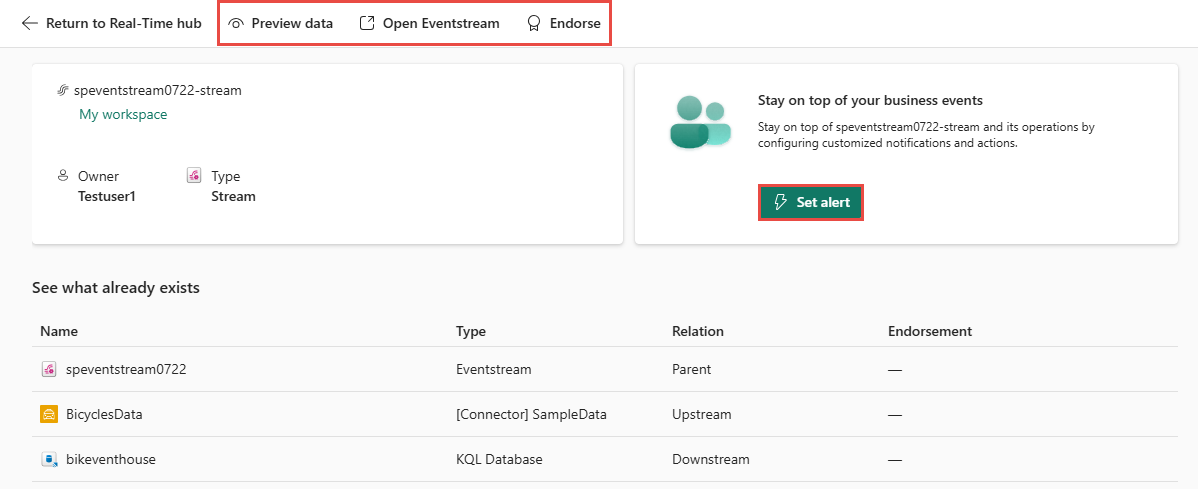 Return to Real-Time hub Preview data Open Eventstream Endorse
speventstream0722-stream
My workspace
Owner Type
Testuser1 Stream
Stay on top of your business events
Stay on top of speventstream0722-stream and its operations by
configuring customized notifications and actions.
Set alert
See what already exists
Name Type Relation Endorsement
speventstream0722 Eventstream Parent —
BicyclesData [Connector] SampleData Upstream —
bikeventhouse KQL Database Downstream —